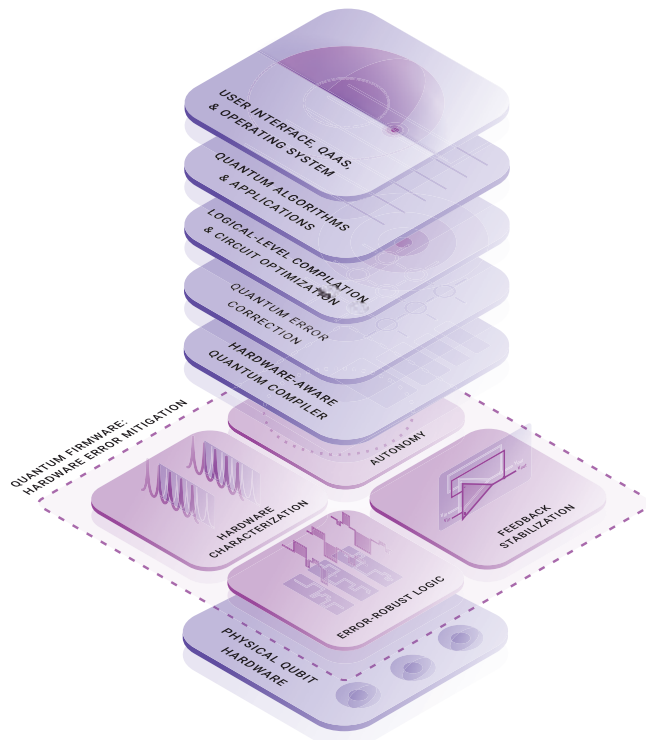 USER INTERFACE, QAAS,
& OPERATING SYSTEM
QUANTUM ALGORITHMS
& APPLICATIONS
LOGICAL-LEVEL COMPILATION
& CIRCUIT OPTIMIZATION
QUANTUM ERROR
CORRECTION
HARDWARE-AWARE
QUANTUM COMPILER
QUANTUM FIRMWARE:
HARDWARE ERROR MITIGATION
AUTONOMY
HARDWARE
CHARACTERIZATION
FEEDBACK
STABILIZATION
ERROR-ROBUST LOGIC
PHYSICAL QUBIT
HARDWARE